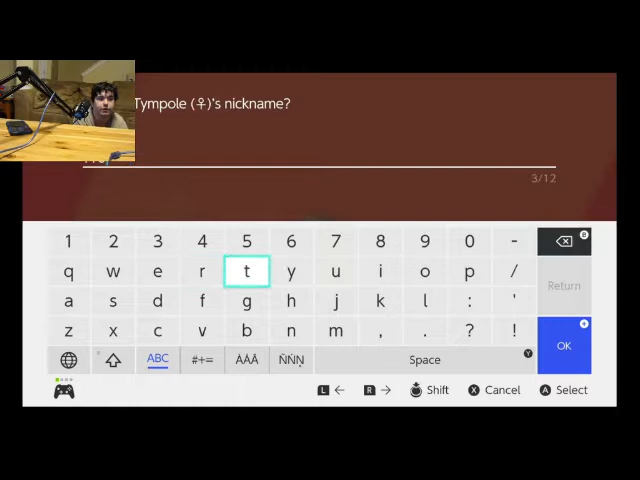 Tympole (♀)'s nickname?
3/12
1 2 3 4 5 6 7 8 9 0 -
q w e r t y u i o p /
Return
a s d f g h j k l : '
z x c v b n m , . ? !
OK
ABC #+= ÀÁÂ ÑŃŅ Space Y
L ← R → Shift X Cancel A Select